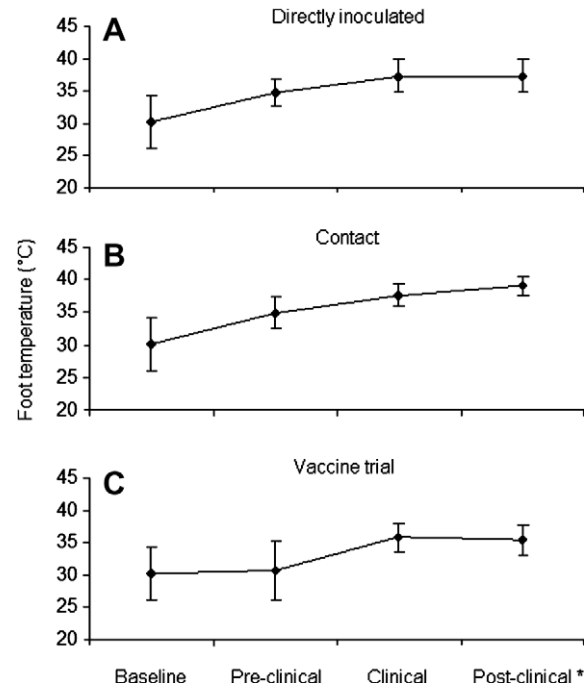 A
Directly inoculated
45
40
35
30
25
20
Foot temperature (°C)
B
Contact
45
40
35
30
25
20
C
Vaccine trial
45
40
35
30
25
20
Baseline Pre-clinical Clinical Post-clinical *